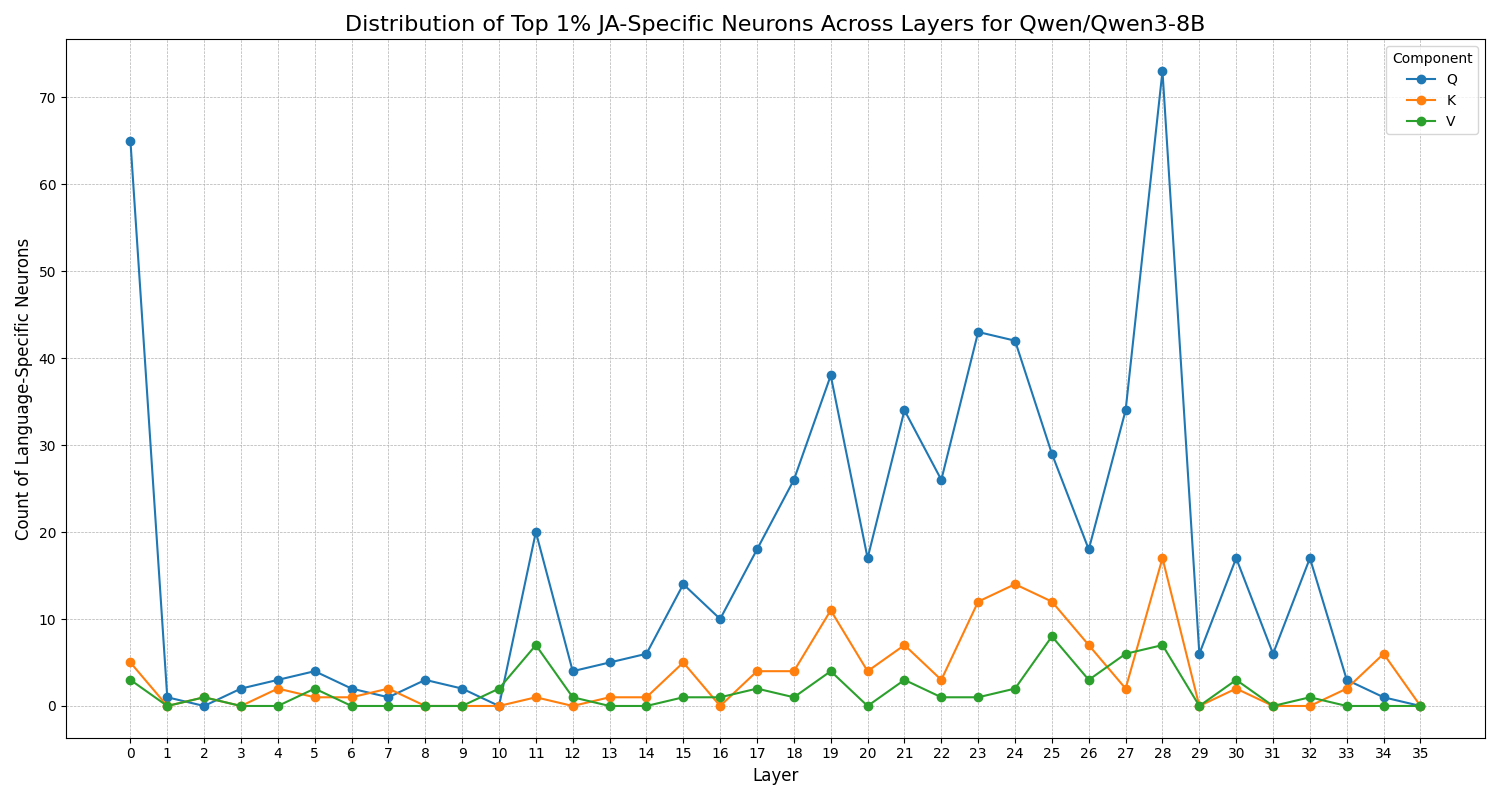 Distribution of Top 1% JA-Specific Neurons Across Layers for Qwen/Qwen3-8B
Component
Q
K
V
Count of Language-Specific Neurons
70
60
50
40
30
20
10
0
0 1 2 3 4 5 6 7 8 9 10 11 12 13 14 15 16 17 18 19 20 21 22 23 24 25 26 27 28 29 30 31 32 33 34 35
Layer